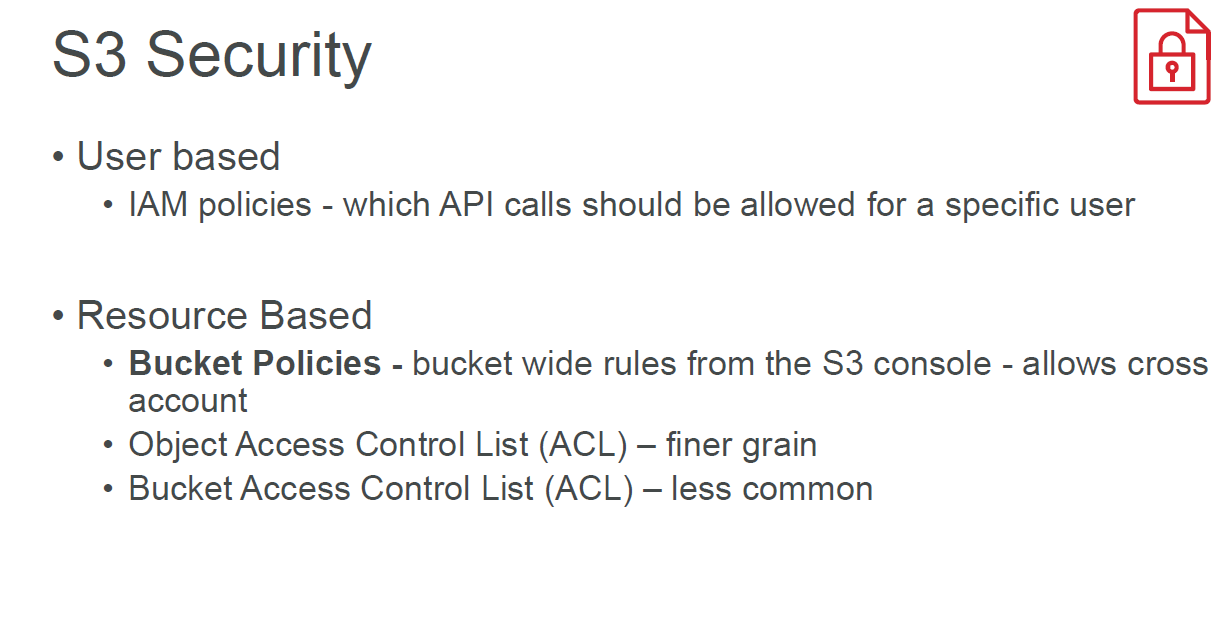 S3 Security
• User based
• IAM policies - which API calls should be allowed for a specific user
• Resource Based
• Bucket Policies - bucket wide rules from the S3 console - allows cross
account
• Object Access Control List (ACL) – finer grain
• Bucket Access Control List (ACL) – less common